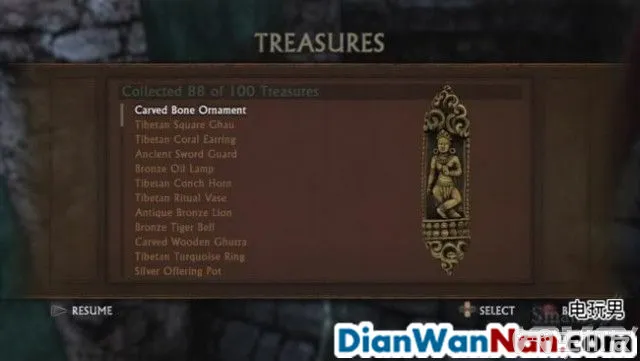 TREASURES
Collected 88 of 100 Treasures
Carved Bone Ornament
Tibetan Square Ghau
Tibetan Coral Earring
Ancient Sword Guard
Bronze Oil Lamp
Tibetan Conch Horn
Tibetan Ritual Vase
Antique Bronze Lion
Bronze Tiger Bell
Carved Wooden Ghurra
Tibetan Turquoise Ring
Silver Offering Pot
RESUME
SELECT
电玩男
DianWanNan.com